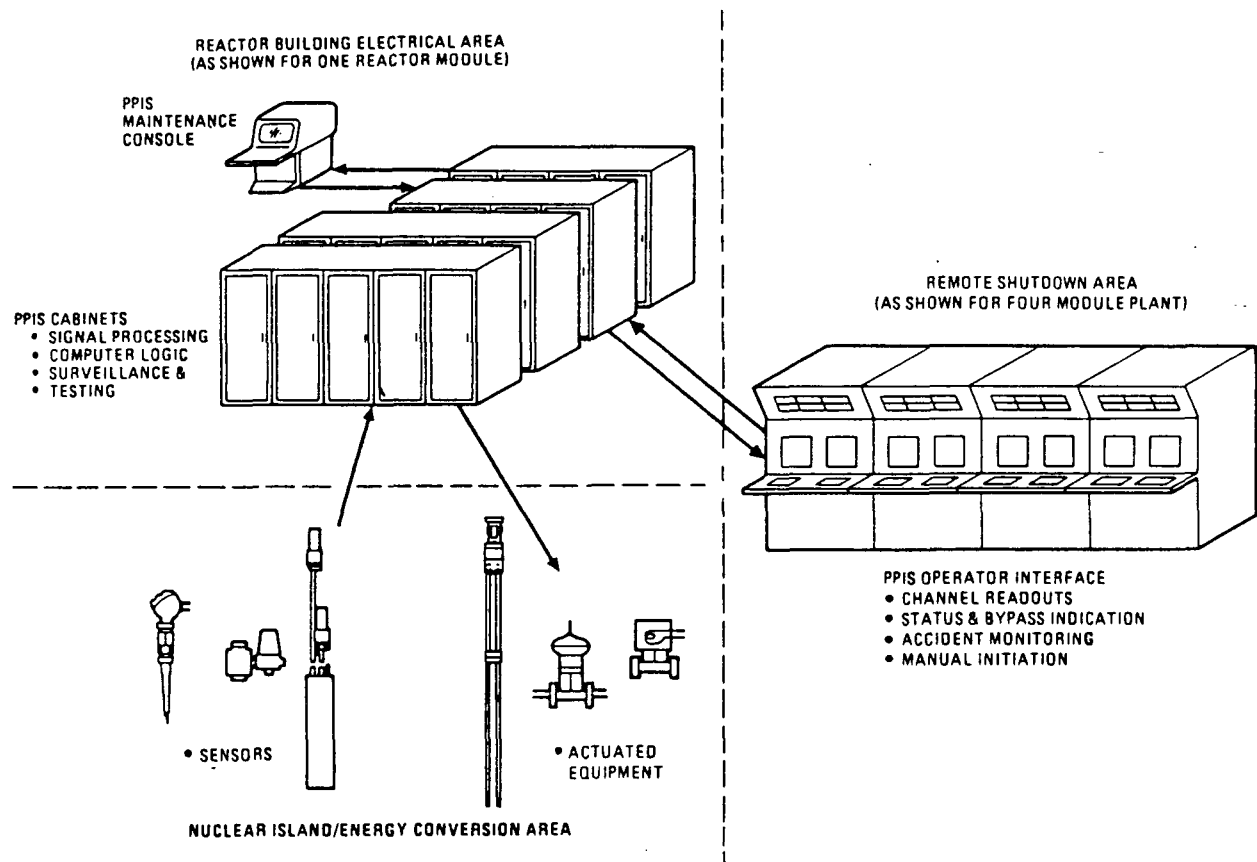 REACTOR BUILDING ELECTRICAL AREA
(AS SHOWN FOR ONE REACTOR MODULE)
PPIS
MAINTENANCE
CONSOLE
PPIS CABINETS
• SIGNAL PROCESSING
• COMPUTER LOGIC
• SURVEILLANCE &
• TESTING
REMOTE SHUTDOWN AREA
(AS SHOWN FOR FOUR MODULE PLANT)
PPIS OPERATOR INTERFACE
• CHANNEL READOUTS
• STATUS & BYPASS INDICATION
• ACCIDENT MONITORING
• MANUAL INITIATION
• SENSORS
• ACTUATED
EQUIPMENT
NUCLEAR ISLAND/ENERGY CONVERSION AREA